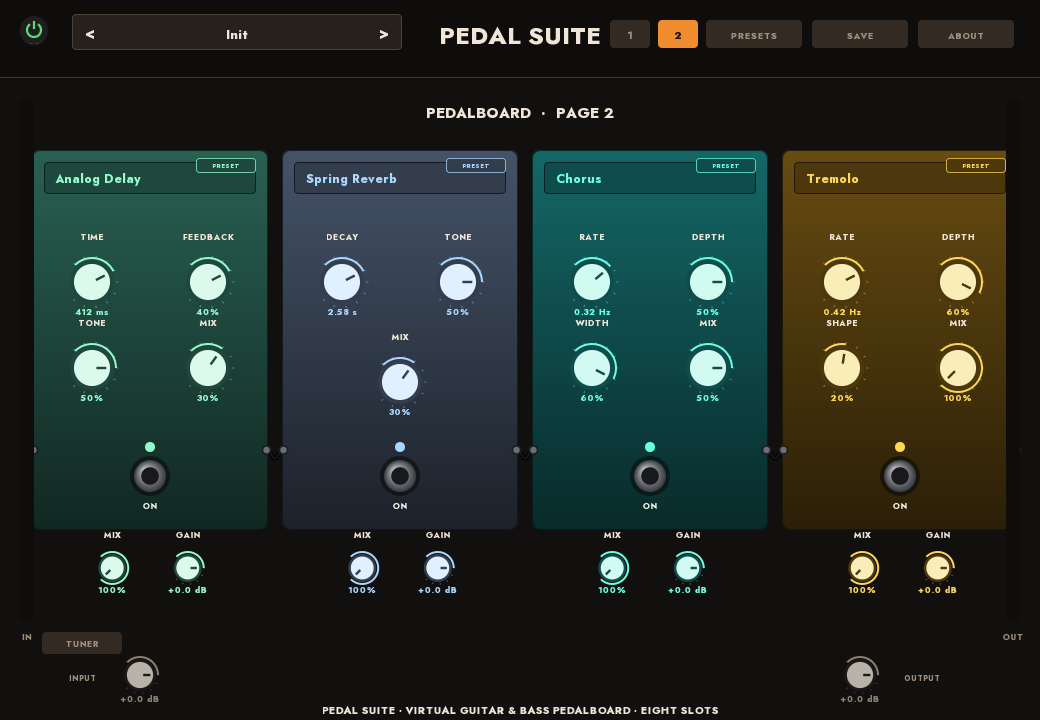 < Init > PEDAL SUITE 1 2 PRESETS SAVE ABOUT
PEDALBOARD · PAGE 2
PRESET PRESET PRESET PRESET
Analog Delay Spring Reverb Chorus Tremolo
TIME FEEDBACK DECAY TONE RATE DEPTH RATE DEPTH
412 ms 40% 2.58 s 50% 0.32 Hz 50% 0.42 Hz 60%
TONE MIX WIDTH MIX SHAPE MIX
MIX
50% 30% 60% 50% 20% 100%
30%
ON ON ON ON
MIX GAIN MIX GAIN MIX GAIN MIX GAIN
100% +0.0 dB 100% +0.0 dB 100% +0.0 dB 100% +0.0 dB
IN TUNER OUT
INPUT OUTPUT
+0.0 dB +0.0 dB
PEDAL SUITE · VIRTUAL GUITAR & BASS PEDALBOARD · EIGHT SLOTS